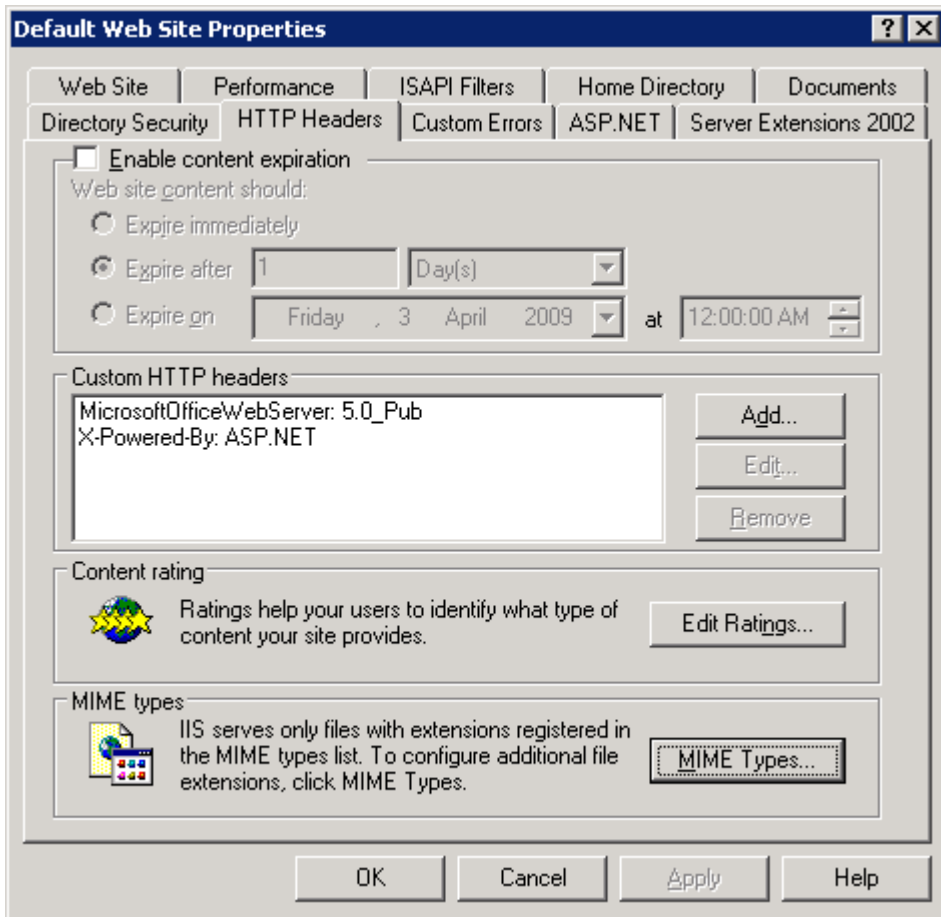 Default Web Site Properties
Web Site Performance ISAPI Filters Home Directory Documents
Directory Security HTTP Headers Custom Errors ASP.NET Server Extensions 2002
Enable content expiration
Web site content should:
Expire immediately
Expire after 1 Day(s)
Expire on Friday , 3 April 2009 at 12:00:00 AM
Custom HTTP headers
MicrosoftOfficeWebServer: 5.0_Pub
X-Powered-By: ASP.NET
Add...
Edit...
Remove
Content rating
Ratings help your users to identify what type of
content your site provides.
Edit Ratings...
MIME types
IIS serves only files with extensions registered in
the MIME types list. To configure additional file
extensions, click MIME Types.
MIME Types...
OK Cancel Apply Help